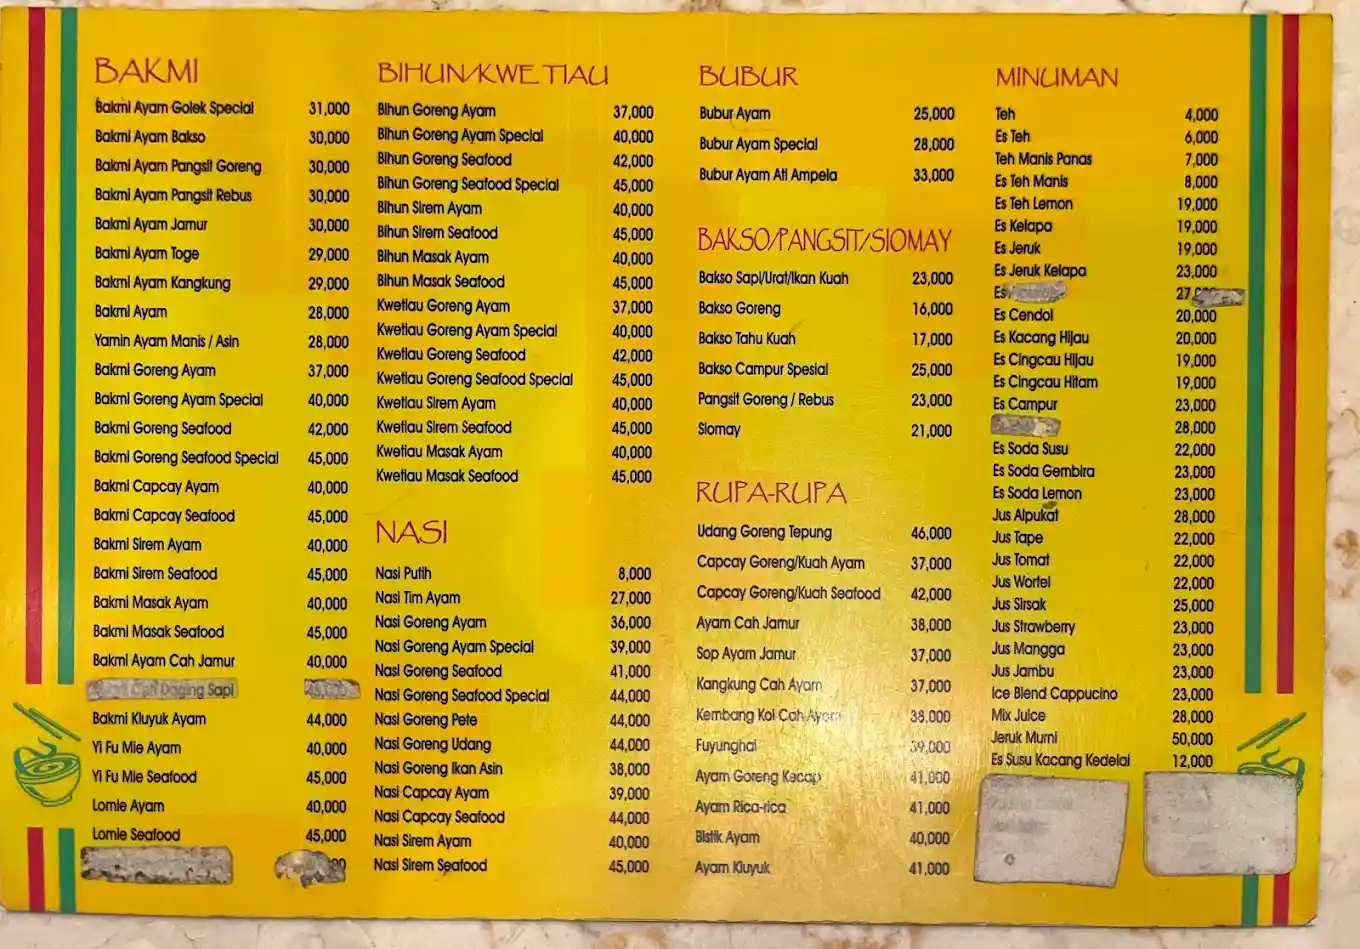 BAKMI
Bakmi Ayam Golek Special 31,000
Bakmi Ayam Bakso 30,000
Bakmi Ayam Pangsit Goreng 30,000
Bakmi Ayam Pangsit Rebus 30,000
Bakmi Ayam Jamur 30,000
Bakmi Ayam Toge 29,000
Bakmi Ayam Kangkung 29,000
Bakmi Ayam 28,000
Yamin Ayam Manis / Asin 28,000
Bakmi Goreng Ayam 37,000
Bakmi Goreng Ayam Special 40,000
Bakmi Goreng Seafood 42,000
Bakmi Goreng Seafood Special 45,000
Bakmi Capcay Ayam 40,000
Bakmi Capcay Seafood 45,000
Bakmi Sirem Ayam 40,000
Bakmi Sirem Seafood 45,000
Bakmi Masak Ayam 40,000
Bakmi Masak Seafood 45,000
Bakmi Ayam Cah Jamur 40,000
Daging Sapi
Bakmi Kluyuk Ayam 44,000
Yi Fu Mie Ayam 40,000
Yi Fu Mie Seafood 45,000
Lomie Ayam 40,000
Lomie Seafood 45,000
BIHUN/KWETIAU
Bihun Goreng Ayam 37,000
Bihun Goreng Ayam Special 40,000
Bihun Goreng Seafood 42,000
Bihun Goreng Seafood Special 45,000
Bihun Sirem Ayam 40,000
Bihun Sirem Seafood 45,000
Bihun Masak Ayam 40,000
Bihun Masak Seafood 45,000
Kwetiau Goreng Ayam 37,000
Kwetiau Goreng Ayam Special 40,000
Kwetiau Goreng Seafood 42,000
Kwetiau Goreng Seafood Special 45,000
Kwetiau Sirem Ayam 40,000
Kwetiau Sirem Seafood 45,000
Kwetiau Masak Ayam 40,000
Kwetiau Masak Seafood 45,000
NASI
Nasi Putih 8,000
Nasi Tim Ayam 27,000
Nasi Goreng Ayam 36,000
Nasi Goreng Ayam Special 39,000
Nasi Goreng Seafood 41,000
Nasi Goreng Seafood Special 44,000
Nasi Goreng Pete 44,000
Nasi Goreng Udang 44,000
Nasi Goreng Ikan Asin 38,000
Nasi Capcay Ayam 39,000
Nasi Capcay Seafood 44,000
Nasi Sirem Ayam 40,000
Nasi Sirem Seafood 45,000
BUBUR
Bubur Ayam 25,000
Bubur Ayam Special 28,000
Bubur Ayam Ati Ampela 33,000
BAKSO/PANGSIT/SIOMAY
Bakso Sapi/Urat/Ikan Kuah 23,000
Bakso Goreng 16,000
Bakso Tahu Kuah 17,000
Bakso Campur Spesial 25,000
Pangsit Goreng / Rebus 23,000
Siomay 21,000
RUPA-RUPA
Udang Goreng Tepung 46,000
Capcay Goreng/Kuah Ayam 37,000
Capcay Goreng/Kuah Seafood 42,000
Ayam Cah Jamur 38,000
Sop Ayam Jamur 37,000
Kangkung Cah Ayam 37,000
Kembang Kol Cah Ayam 38,000
Fuyunghai 39,000
Ayam Goreng Kecap 41,000
Ayam Rica-rica 41,000
Bistik Ayam 40,000
Ayam Kluyuk 41,000
MINUMAN
Teh 4,000
Es Teh 6,000
Teh Manis Panas 7,000
Es Teh Manis 8,000
Es Teh Lemon 19,000
Es Kelapa 19,000
Es Jeruk 19,000
Es Jeruk Kelapa 23,000
Es
Es Cendol 20,000
Es Kacang Hijau 20,000
Es Cingcau Hijau 19,000
Es Cingcau Hitam 19,000
Es Campur 23,000
28,000
Es Soda Susu 22,000
Es Soda Gembira 23,000
Es Soda Lemon 23,000
Jus Alpukat 28,000
Jus Tape 22,000
Jus Tomat 22,000
Jus Wortel 22,000
Jus Sirsak 25,000
Jus Strawberry 23,000
Jus Mangga 23,000
Jus Jambu 23,000
Ice Blend Cappucino 23,000
Mix Juice 28,000
Jeruk Murni 50,000
Es Susu Kacang Kedelai 12,000